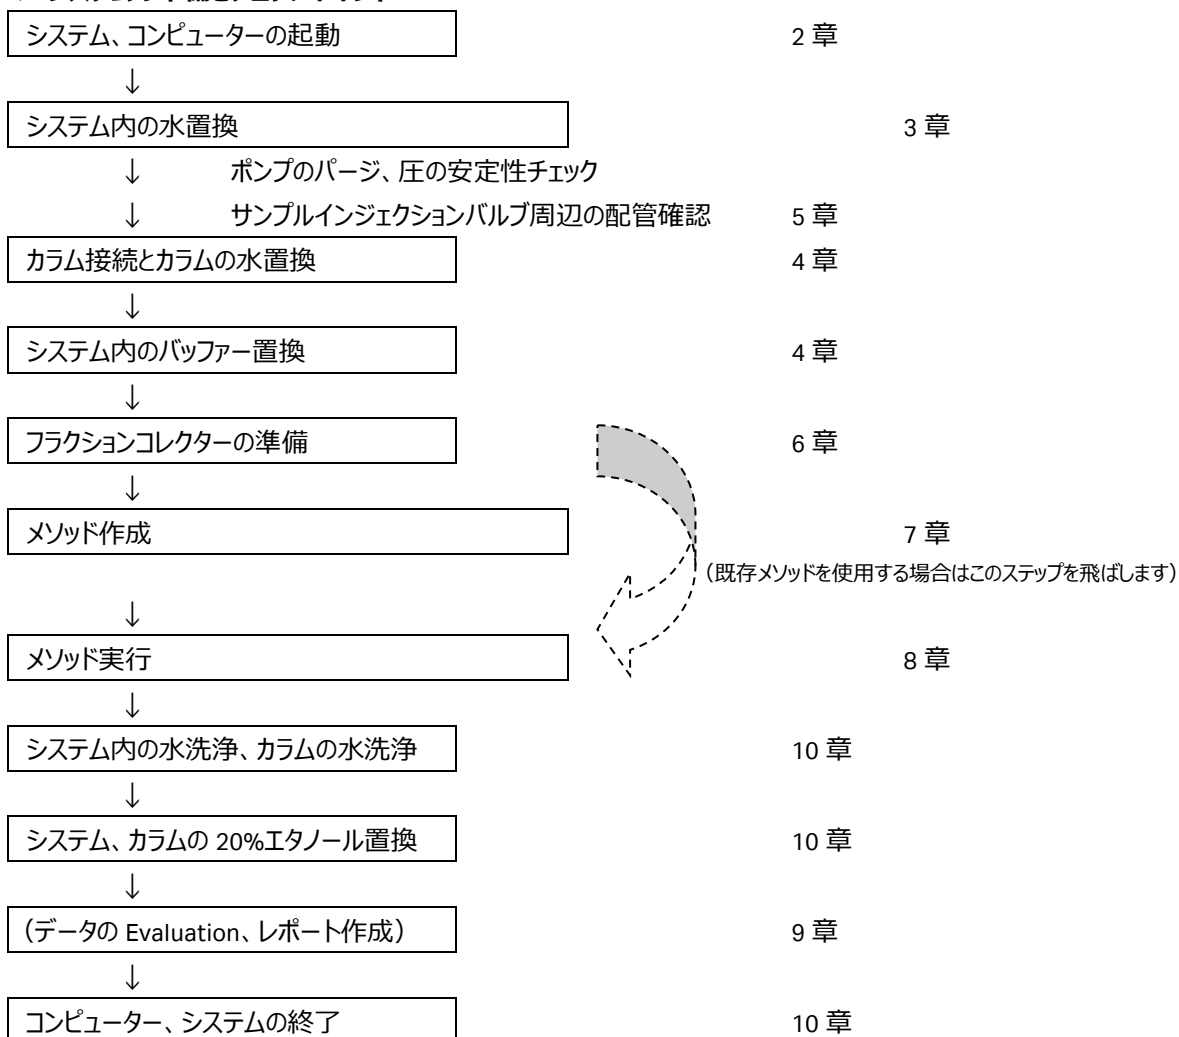 システム、コンピューターの起動 2 章
↓
システム内の水置換 3 章
↓ ポンプのパージ、圧の安定性チェック
↓ サンプルインジェクションバルブ周辺の配管確認 5 章
カラム接続とカラムの水置換 4 章
↓
システム内のバッファー置換 4 章
↓
フラクションコレクターの準備 6 章
↓
メソッド作成 7 章
（既存メソッドを使用する場合はこのステップを飛ばします）
↓
メソッド実行 8 章
↓
システム内の水洗浄、カラムの水洗浄 10 章
↓
システム、カラムの 20%エタノール置換 10 章
↓
（データの Evaluation、レポート作成） 9 章
↓
コンピューター、システムの終了 10 章